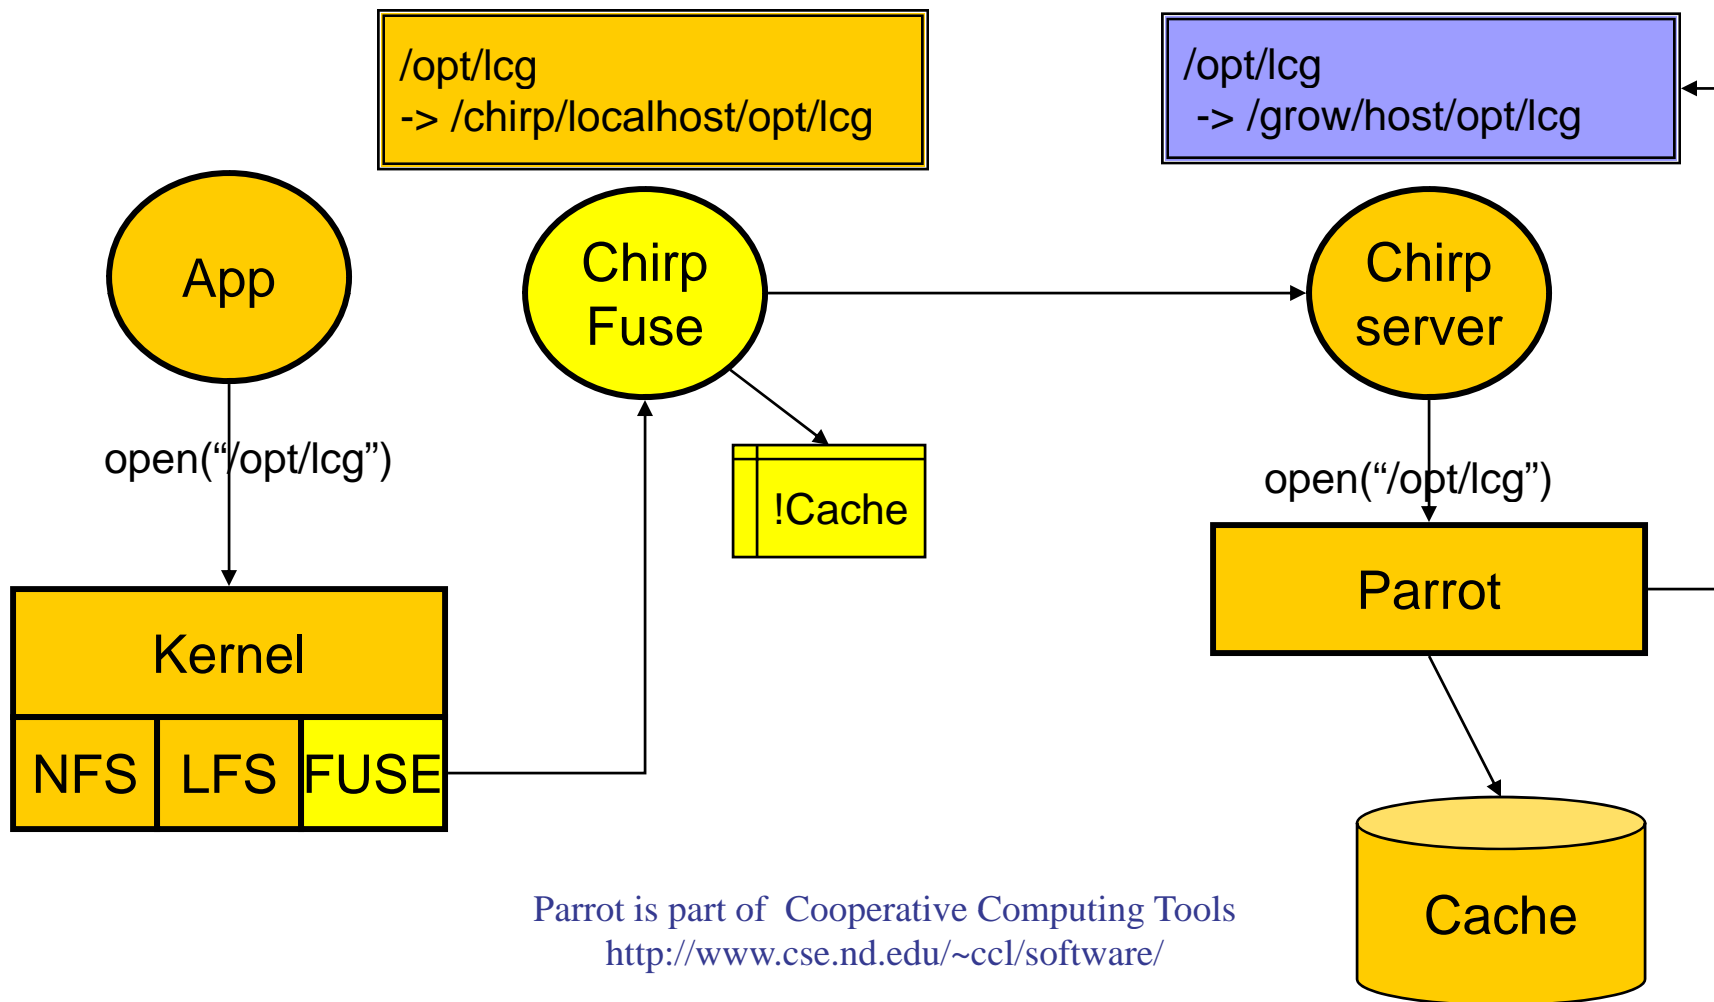 /opt/lcg
-> /chirp/localhost/opt/lcg
/opt/lcg
-> /grow/host/opt/lcg
App
Chirp
Fuse
Chirp
server
open(“/opt/lcg”)
!Cache
open(“/opt/lcg”)
Parrot
Kernel
NFS LFS FUSE
Cache
Parrot is part of Cooperative Computing Tools
http://www.cse.nd.edu/~ccl/software/